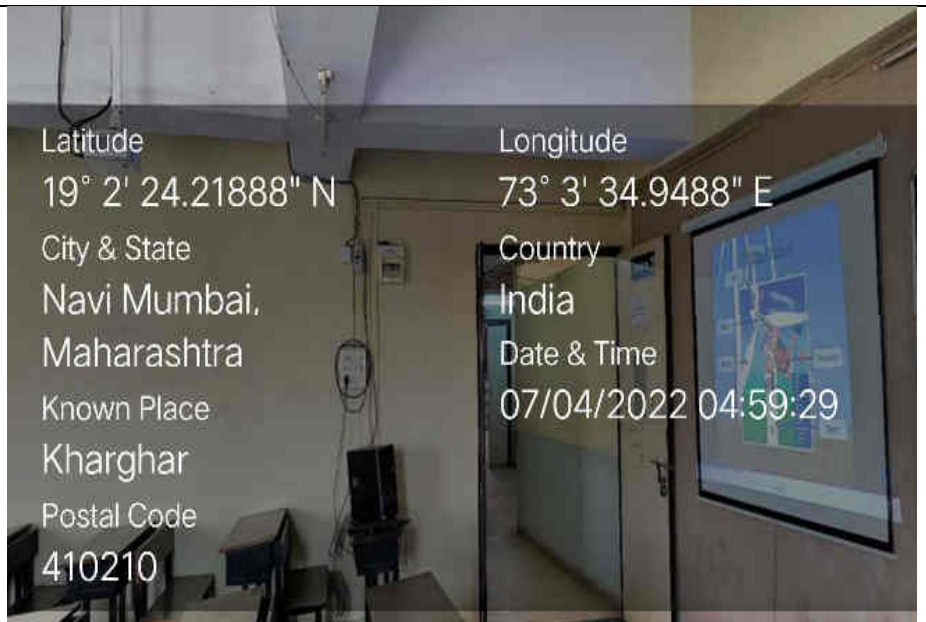 Latitude
19° 2' 24.21888" N
City & State
Navi Mumbai,
Maharashtra
Known Place
Kharghar
Postal Code
410210
Longitude
73° 3' 34.9488" E
Country
India
Date & Time
07/04/2022 04:59:29